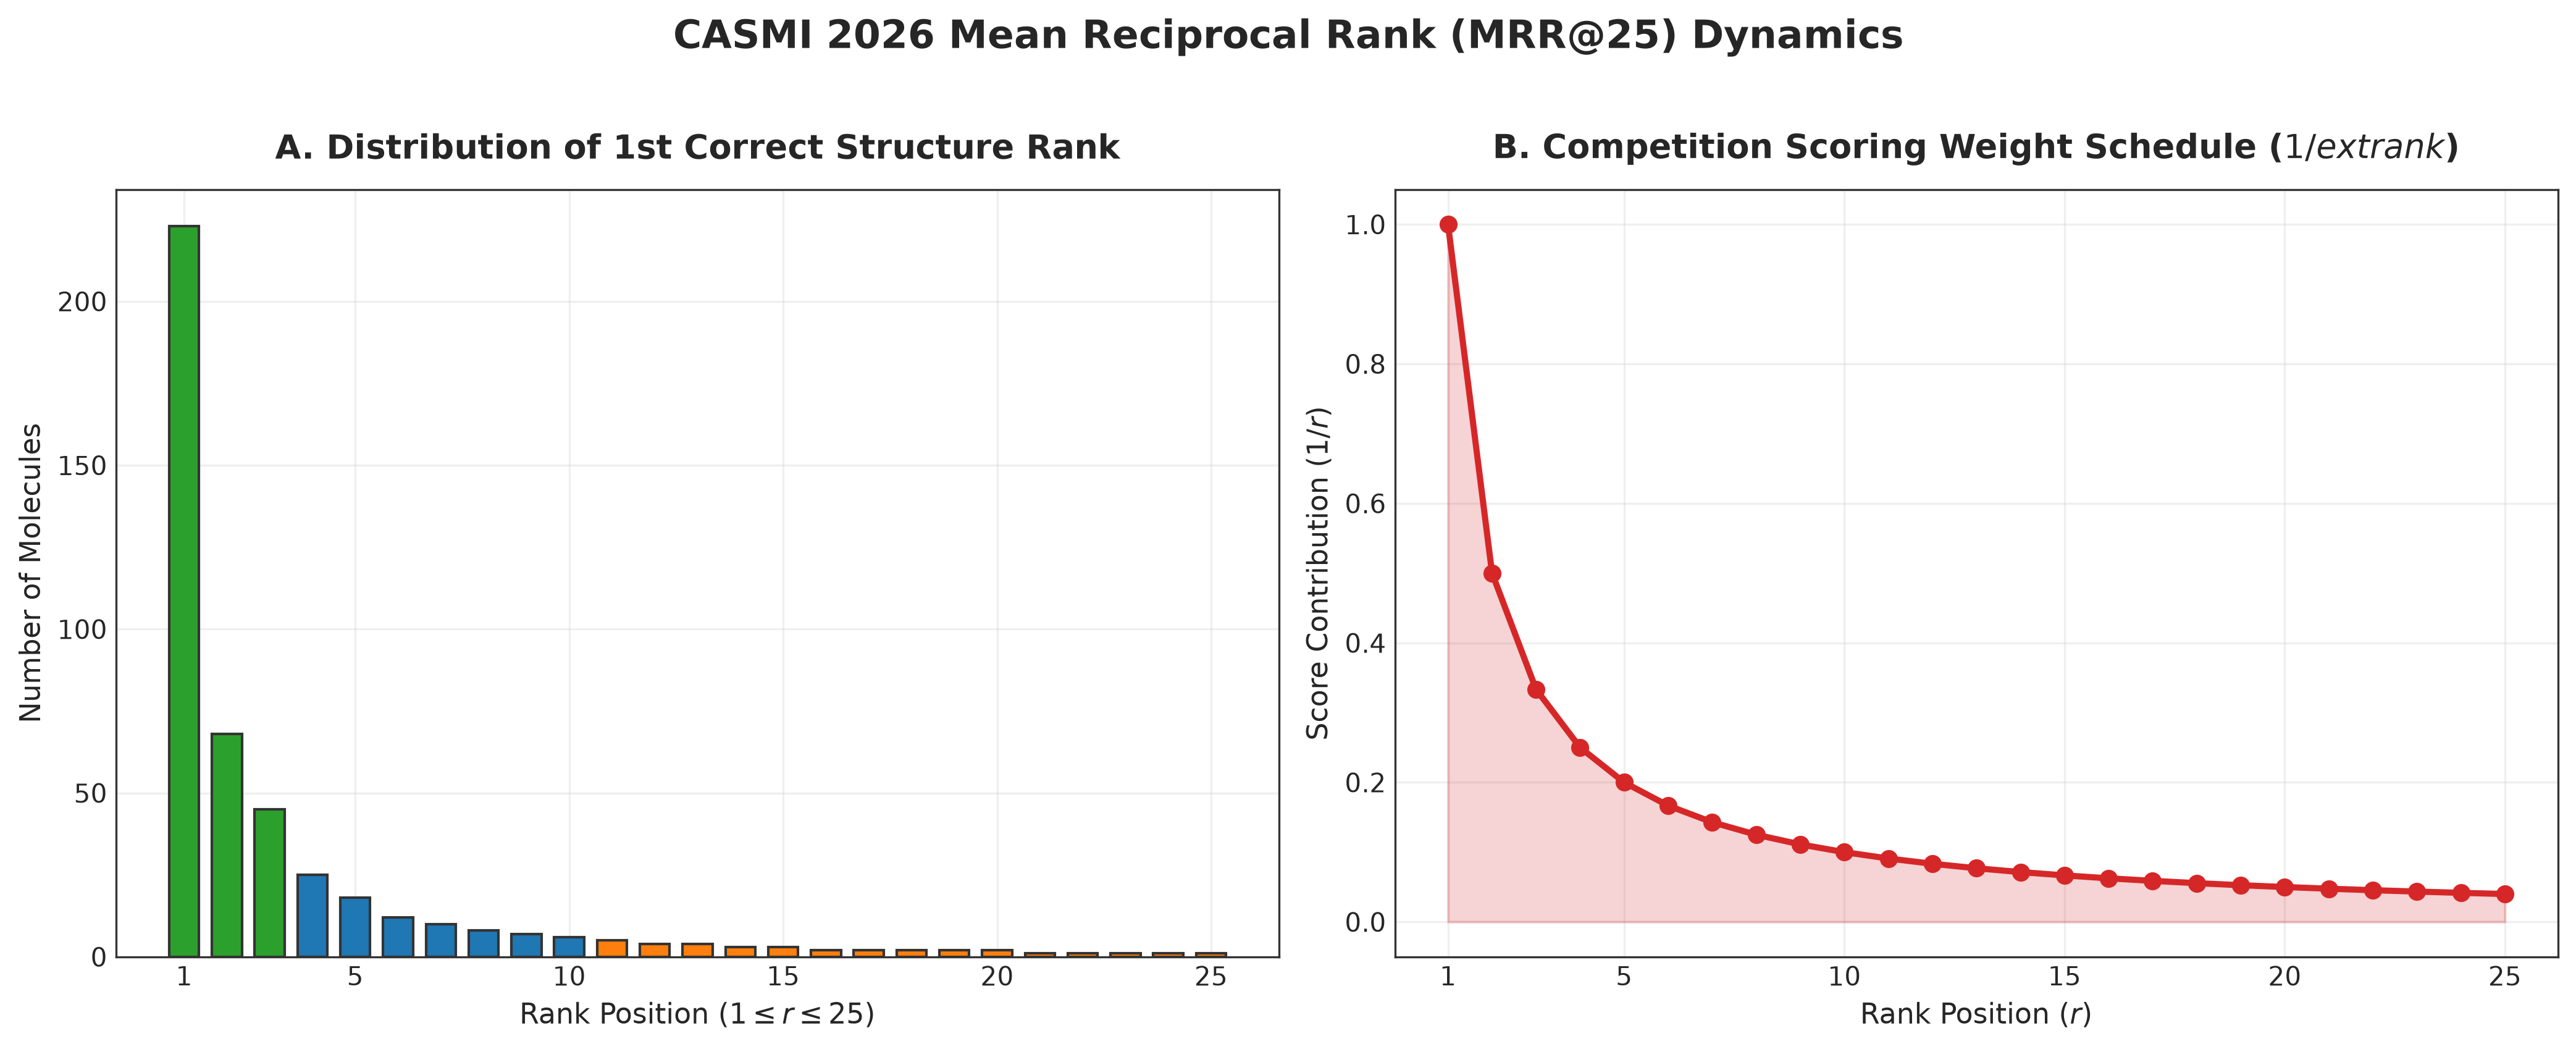 CASMI 2026 Mean Reciprocal Rank (MRR@25) Dynamics
A. Distribution of 1st Correct Structure Rank
Number of Molecules
200
150
100
50
0
1 5 10 15 20 25
Rank Position (1 ≤ r ≤ 25)
B. Competition Scoring Weight Schedule (1/extrank)
Score Contribution (1/r)
1.0
0.8
0.6
0.4
0.2
0.0
1 5 10 15 20 25
Rank Position (r)